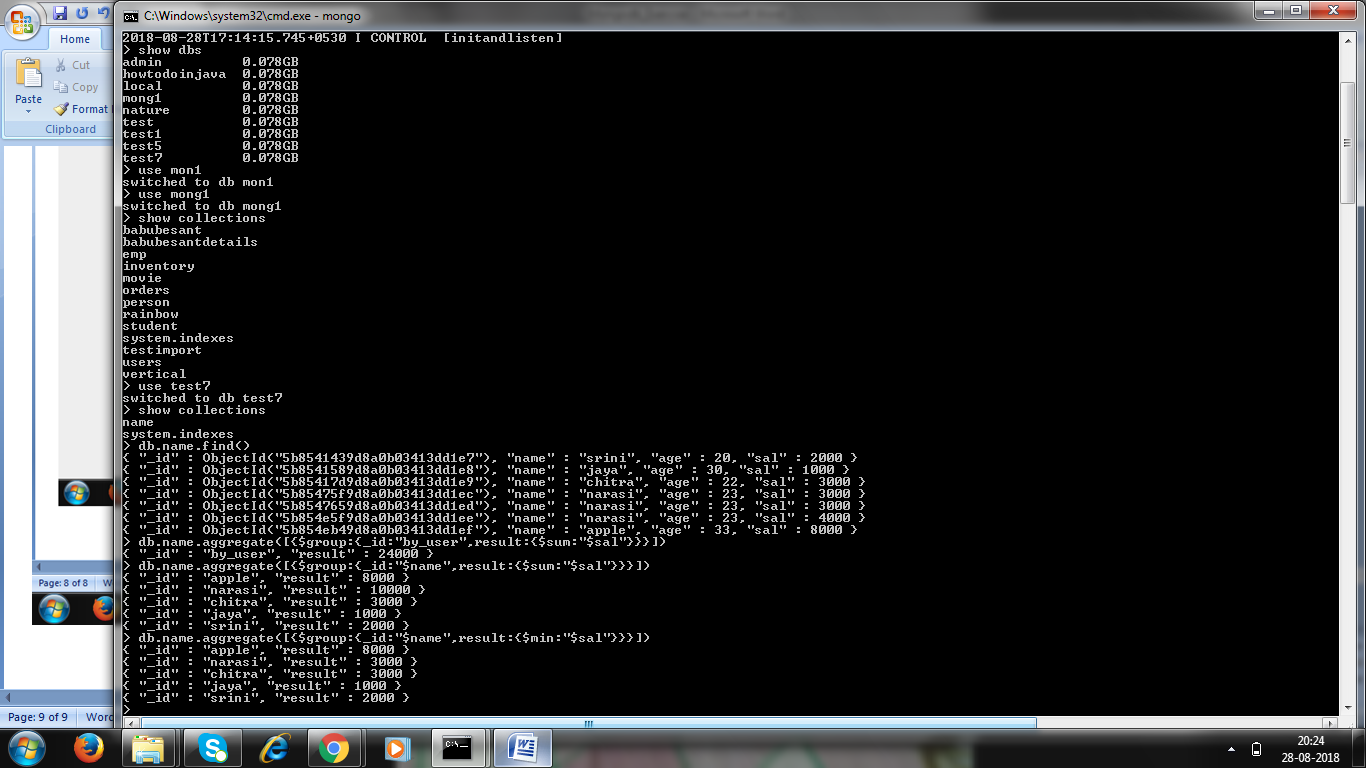 C:\Windows\system32\cmd.exe - mongo
Home
Paste
Cut
Copy
Format
Clipboard
2018-08-28T17:14:15.745+0530 I CONTROL  [initandlisten]
> show dbs
admin          0.078GB
howtodoinjava  0.078GB
local          0.078GB
mong1          0.078GB
nature         0.078GB
test           0.078GB
test1          0.078GB
test5          0.078GB
test7          0.078GB
> use mon1
switched to db mon1
> use mong1
switched to db mong1
> show collections
babubesant
babubesantdetails
emp
inventory
movie
orders
person
rainbow
student
system.indexes
testimport
users
vertical
> use test7
switched to db test7
> show collections
name
system.indexes
> db.name.find()
{ "_id" : ObjectId("5b8541439d8a0b03413dd1e7"), "name" : "srini", "age" : 20, "sal" : 2000 }
{ "_id" : ObjectId("5b8541589d8a0b03413dd1e8"), "name" : "jaya", "age" : 30, "sal" : 1000 }
{ "_id" : ObjectId("5b85417d9d8a0b03413dd1e9"), "name" : "chitra", "age" : 22, "sal" : 3000 }
{ "_id" : ObjectId("5b85475f9d8a0b03413dd1ec"), "name" : "narasi", "age" : 23, "sal" : 3000 }
{ "_id" : ObjectId("5b8547659d8a0b03413dd1ed"), "name" : "narasi", "age" : 23, "sal" : 3000 }
{ "_id" : ObjectId("5b854e5f9d8a0b03413dd1ee"), "name" : "narasi", "age" : 23, "sal" : 4000 }
{ "_id" : ObjectId("5b854eb49d8a0b03413dd1ef"), "name" : "apple", "age" : 33, "sal" : 8000 }
> db.name.aggregate([{$group:{_id:"by_user",result:{$sum:"$sal"}}}])
{ "_id" : "by_user", "result" : 24000 }
> db.name.aggregate([{$group:{_id:"$name",result:{$sum:"$sal"}}}])
{ "_id" : "apple", "result" : 8000 }
{ "_id" : "narasi", "result" : 10000 }
{ "_id" : "chitra", "result" : 3000 }
{ "_id" : "jaya", "result" : 1000 }
{ "_id" : "srini", "result" : 2000 }
> db.name.aggregate([{$group:{_id:"$name",result:{$min:"$sal"}}}])
{ "_id" : "apple", "result" : 8000 }
{ "_id" : "narasi", "result" : 3000 }
{ "_id" : "chitra", "result" : 3000 }
{ "_id" : "jaya", "result" : 1000 }
{ "_id" : "srini", "result" : 2000 }
>
Page: 8 of 8
W
Page: 9 of 9
Word
20:24
28-08-2018